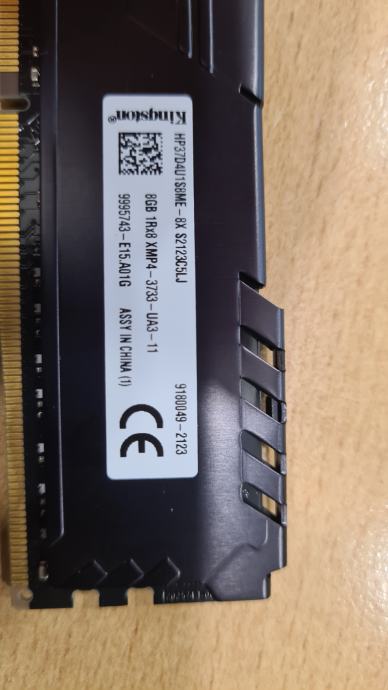 Kingston®
HP37D4U1S8ME-8X S2123C5LJ
8GB 1Rx8 XMP4-3733-UA3-11
9995743-E15.A01G ASSY IN CHINA (1)
9180049-2123
CE